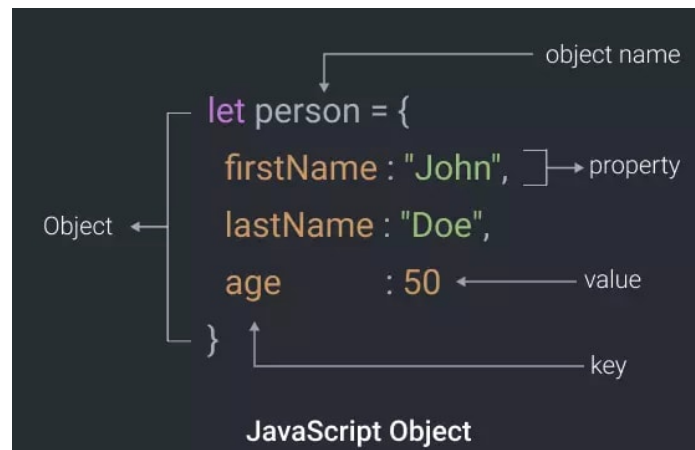 object name
let person = {
firstName : "John",
property
Object
lastName : "Doe",
age : 50
value
}
key
JavaScript Object